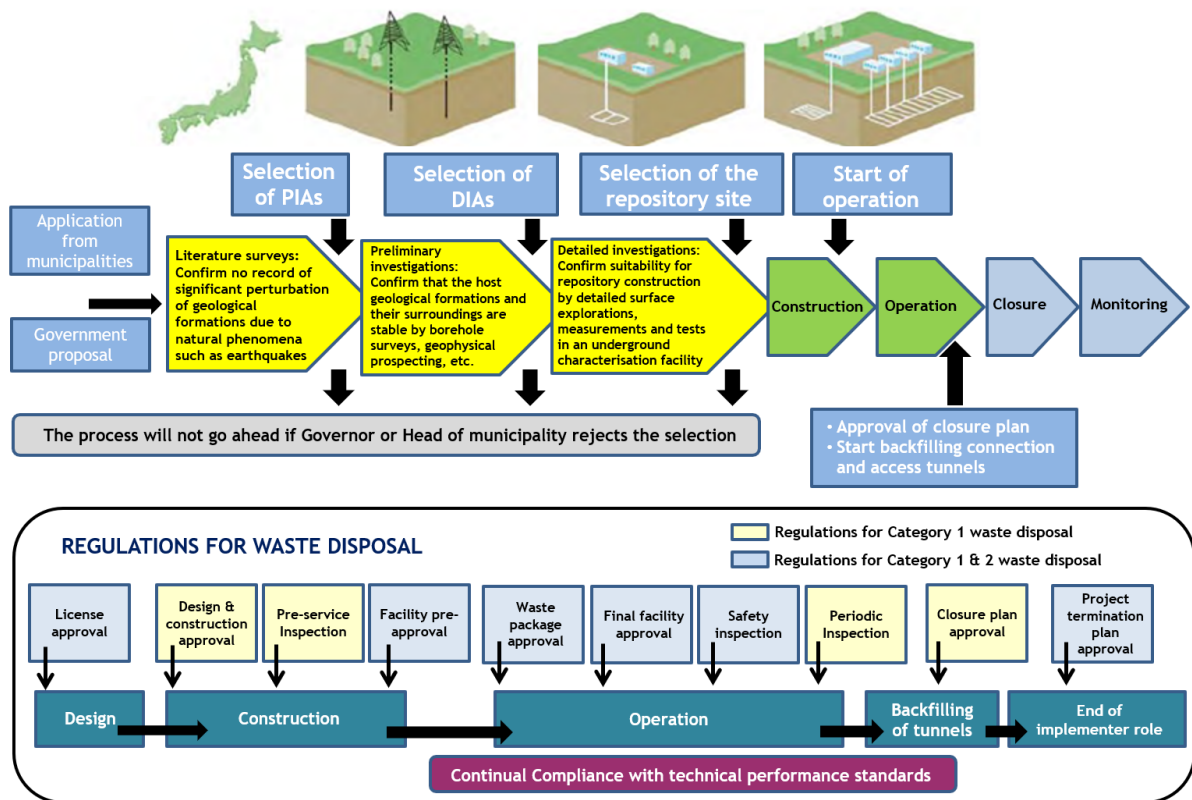 Selection
of PIAs
Selection of
DIAs
Selection of the
repository site
Start of
operation
Application
from
municipalities
Government
proposal
Literature surveys:
Confirm no record of
significant perturbation
of geological
formations due to
natural phenomena
such as earthquakes
Preliminary
investigations:
Confirm that the host
geological formations and
their surroundings are
stable by borehole
surveys, geophysical
prospecting, etc.
Detailed investigations:
Confirm suitability for
repository construction
by detailed surface
explorations,
measurements and tests
in an underground
characterisation facility
Construction
Operation
Closure
Monitoring
The process will not go ahead if Governor or Head of municipality rejects the selection
• Approval of closure plan
• Start backfilling connection
and access tunnels
REGULATIONS FOR WASTE DISPOSAL
Regulations for Category 1 waste disposal
Regulations for Category 1 & 2 waste disposal
License
approval
Design &
construction
approval
Pre-service
Inspection
Facility pre-
approval
Waste
package
approval
Final facility
approval
Safety
inspection
Periodic
Inspection
Closure plan
approval
Project
termination
plan
approval
Design
Construction
Operation
Backfilling
of tunnels
End of
implementer role
Continual Compliance with technical performance standards